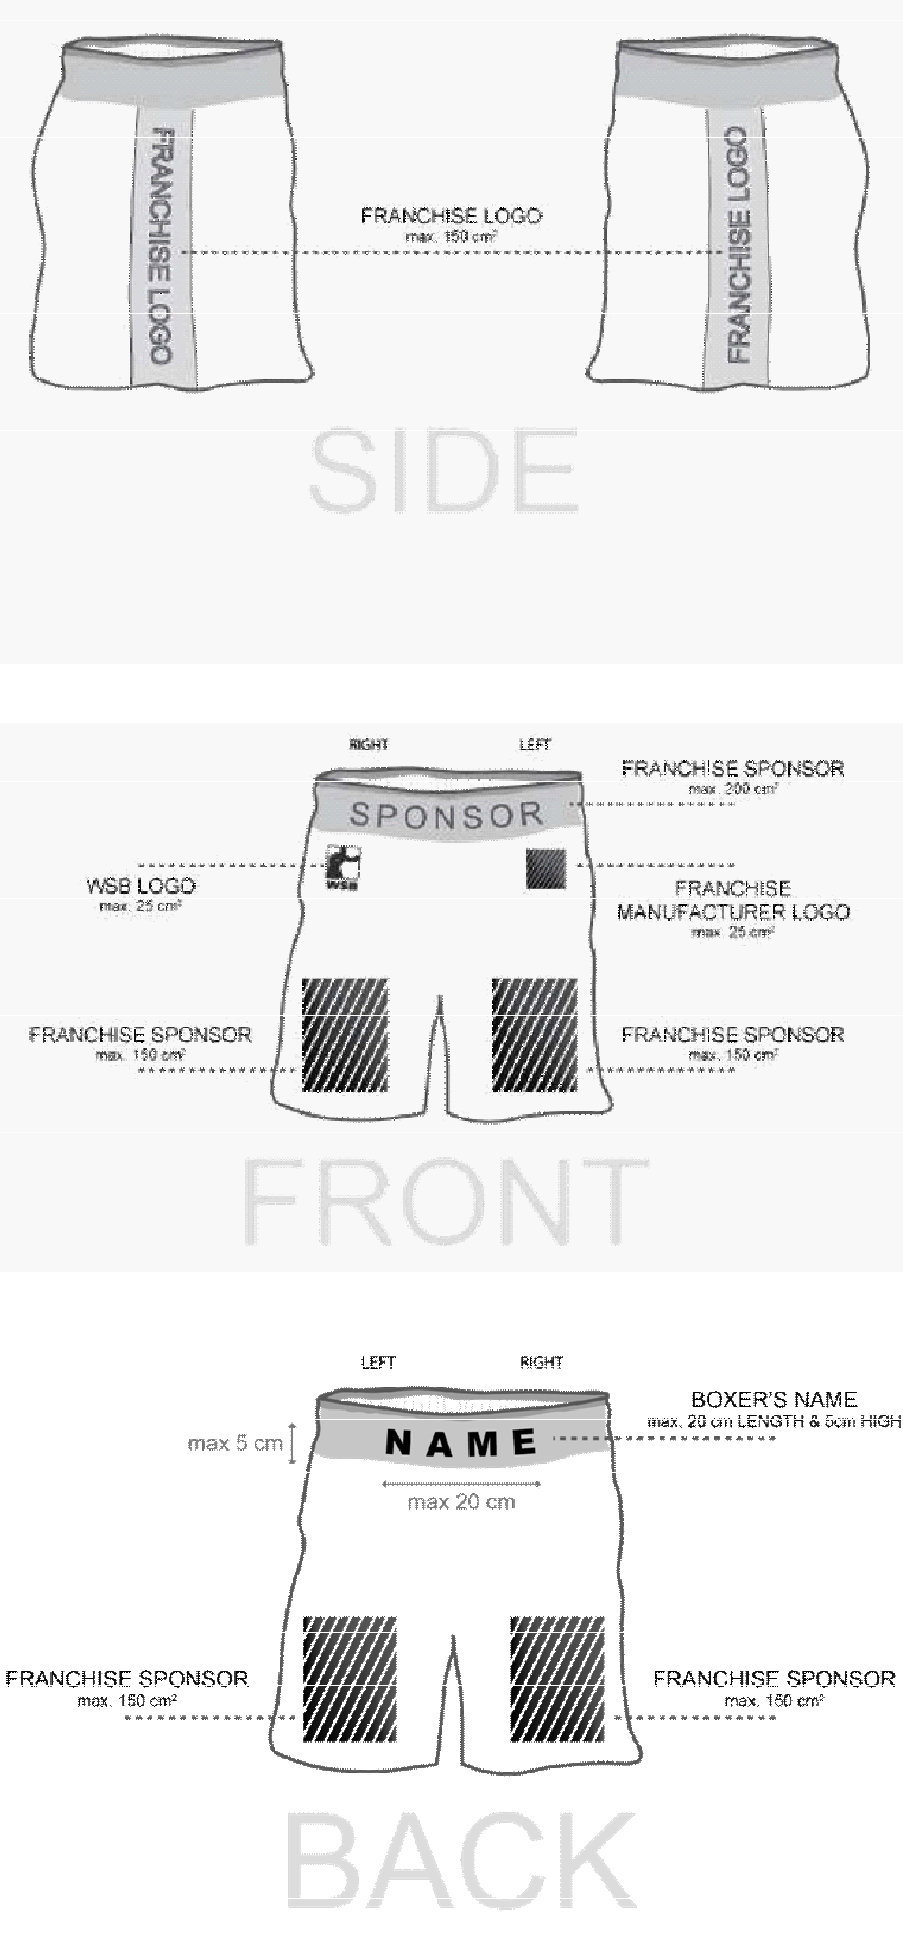 FRANCHISE LOGO
FRANCHISE LOGO
max. 150 cm²
FRANCHISE LOGO
SIDE
RIGHT
LEFT
FRANCHISE SPONSOR
max. 200 cm²
SPONSOR
WSB
WSB LOGO
max. 25 cm²
FRANCHISE
MANUFACTURER LOGO
max. 25 cm²
FRANCHISE SPONSOR
max. 150 cm²
FRANCHISE SPONSOR
max. 150 cm²
FRONT
LEFT
RIGHT
BOXER'S NAME
max. 20 cm LENGTH & 5cm HIGH
max 5 cm
NAME
max 20 cm
FRANCHISE SPONSOR
max. 150 cm²
FRANCHISE SPONSOR
max. 150 cm²
BACK